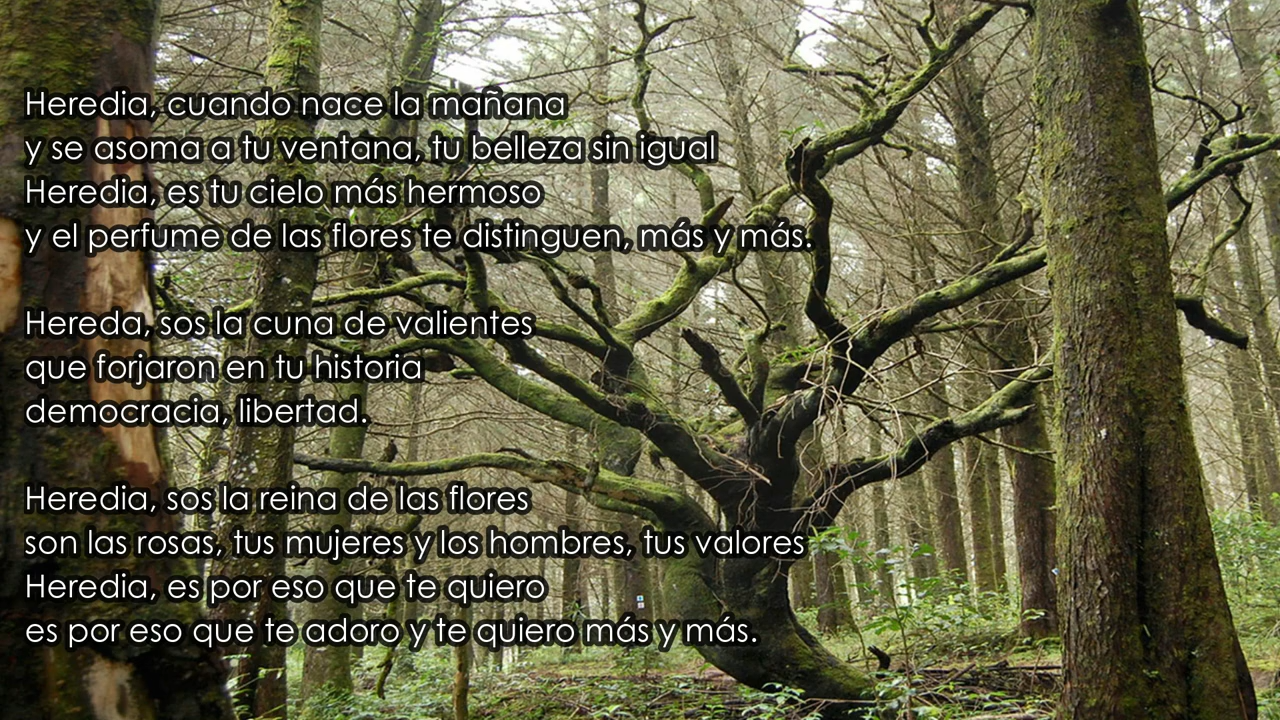 Heredia, cuando nace la mañana
y se asoma a tu ventana, tu belleza sin igual
Heredia, es tu cielo más hermoso
y el perfume de las flores te distinguen, más y más.
Hereda, sos la cuna de valientes
que forjaron en tu historia
democracia, libertad.
Heredia, sos la reina de las flores
son las rosas, tus mujeres y los hombres, tus valores
Heredia, es por eso que te quiero
es por eso que te adoro y te quiero más y más.